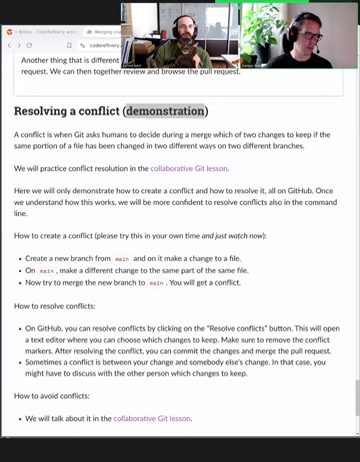 Notes - CodeRefinery work
Merging cha
coderefinery
Another thing that is different
request. We can then together review and browse the pull request.
Resolving a conflict (demonstration)
A conflict is when Git asks humans to decide during a merge which of two changes to keep if the
same portion of a file has been changed in two different ways on two different branches.
We will practice conflict resolution in the collaborative Git lesson.
Here we will only demonstrate how to create a conflict and how to resolve it, all on GitHub. Once
we understand how this works, we will be more confident to resolve conflicts also in the command
line.
How to create a conflict (please try this in your own time and just watch now):
• Create a new branch from main and on it make a change to a file.
• On main, make a different change to the same part of the same file.
• Now try to merge the new branch to main. You will get a conflict.
How to resolve conflicts:
• On GitHub, you can resolve conflicts by clicking on the "Resolve conflicts" button. This will open
a text editor where you can choose which changes to keep. Make sure to remove the conflict
markers. After resolving the conflict, you can commit the changes and merge the pull request.
• Sometimes a conflict is between your change and somebody else's change. In that case, you
might have to discuss with the other person which changes to keep.
How to avoid conflicts:
• We will talk about it in the collaborative Git lesson.